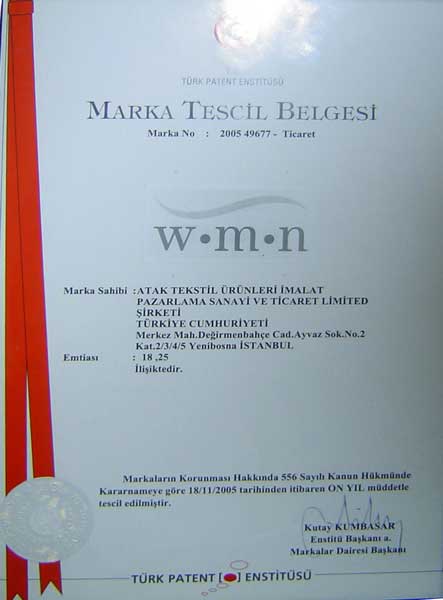 TÜRK PATENT ENSTİTÜSÜ
MARKA TESCİL BELGESİ
Marka No : 2005 49677 - Ticaret
w•m•n
Marka Sahibi : ATAK TEKSTİL ÜRÜNLERİ İMALAT
PAZARLAMA SANAYİ VE TİCARET LIMITED
ŞİRKETİ
TÜRKİYE CUMHURİYETİ
Merkez Mah.Değirmenbahçe Cad.Ayvaz Sok.No.2
Kat.2/3/4/5 Yenibosna İSTANBUL
Emtiası : 18 ,25
İlişiktedir.
Markaların Korunması Hakkında 556 Sayılı Kanun Hükmünde
Kararnameye göre 18/11/2005 tarihinden itibaren ON YIL müddetle
tescil edilmiştir.
Kutay KUMBASAR
Enstitü Başkanı a.
Markalar Dairesi Başkanı
TÜRK PATENT [●] ENSTİTÜSÜ